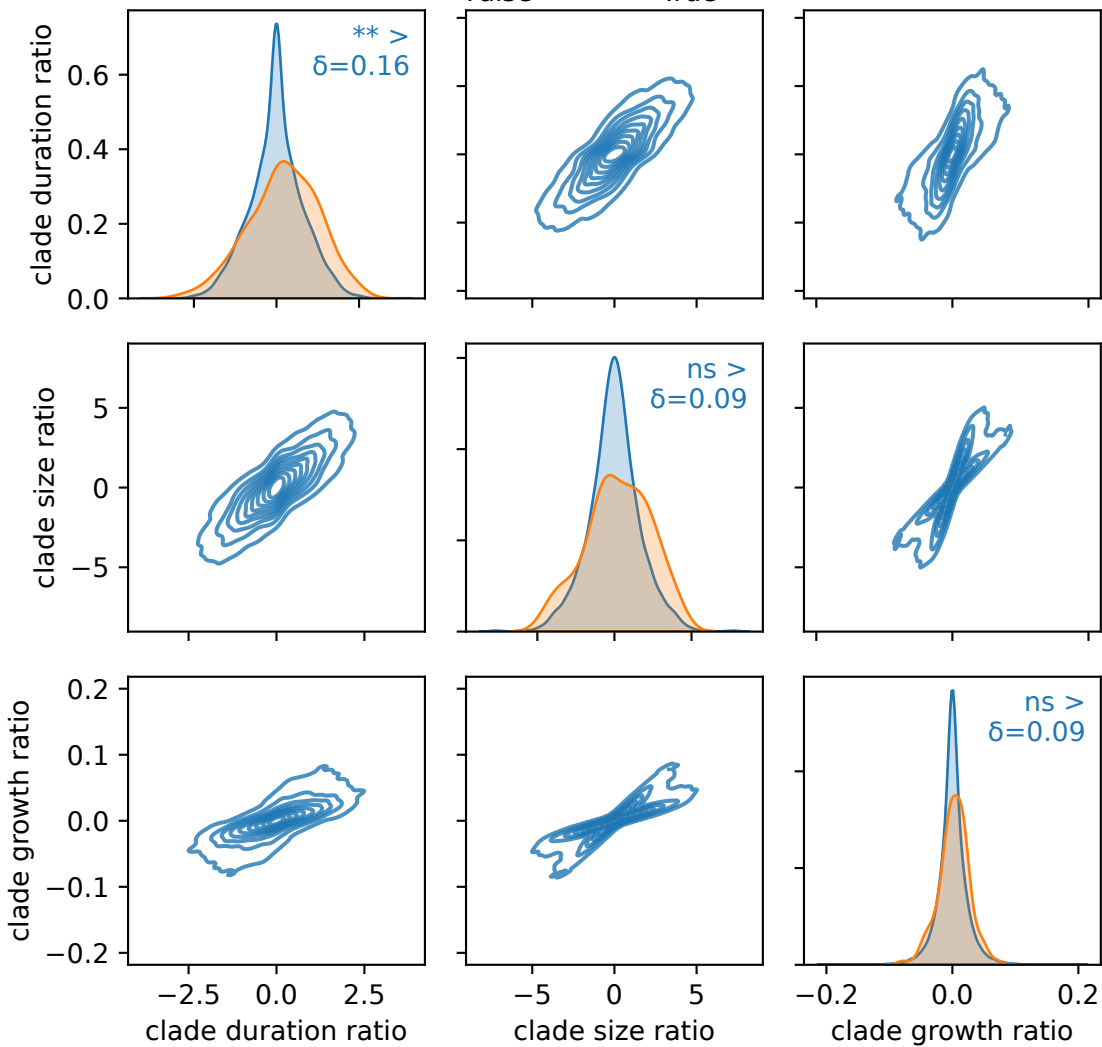 True
clade duration ratio
0.6
0.4
0.2
0.0
** >
δ=0.16
clade size ratio
5
0
−5
ns >
δ=0.09
clade growth ratio
0.2
0.1
0.0
−0.1
−0.2
ns >
δ=0.09
−2.5 0.0 2.5
clade duration ratio
−5 0 5
clade size ratio
−0.2 0.0 0.2
clade growth ratio